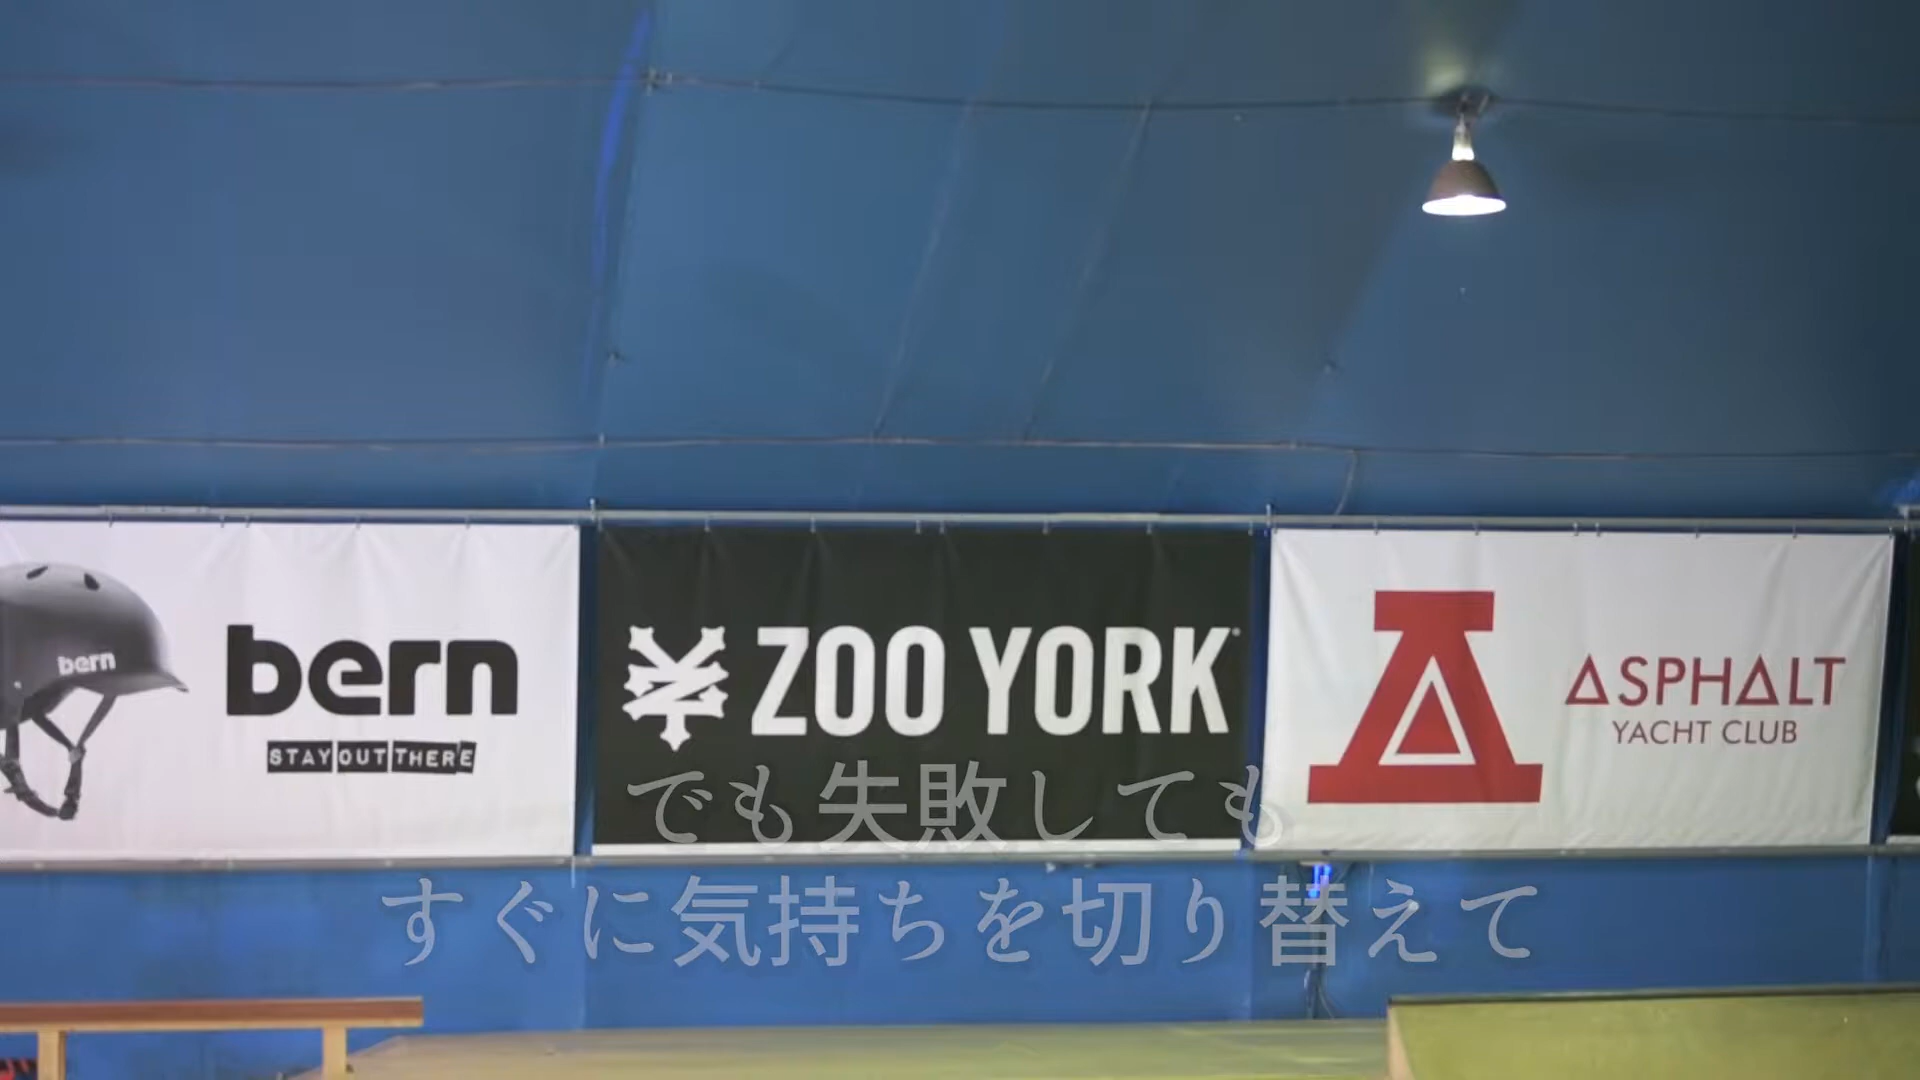 bern
bern
STAY OUT THERE
ZOO YORK
ASPHALT
YACHT CLUB
でも失敗しても
すぐに気持ちを切り替えて